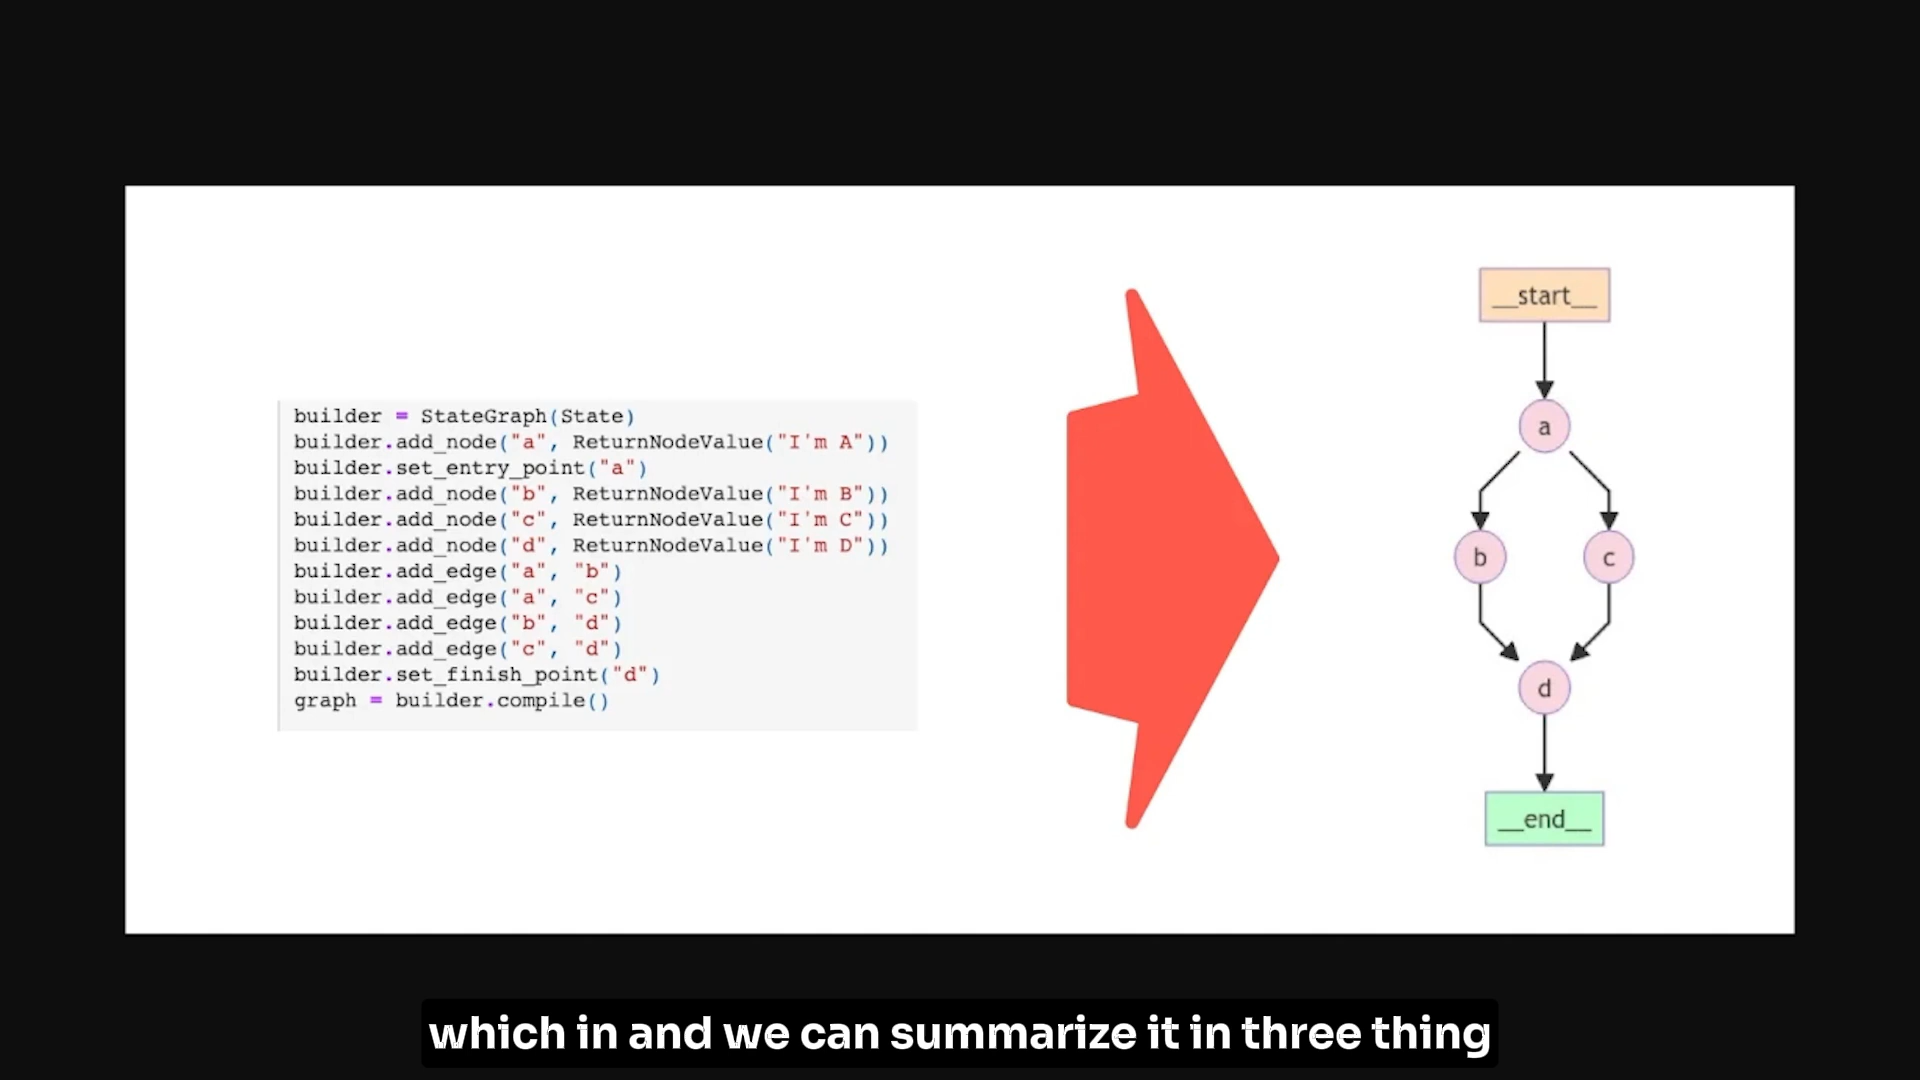 builder = StateGraph(State)
builder.add_node("a", ReturnNodeValue("I'm A"))
builder.set_entry_point("a")
builder.add_node("b", ReturnNodeValue("I'm B"))
builder.add_node("c", ReturnNodeValue("I'm C"))
builder.add_node("d", ReturnNodeValue("I'm D"))
builder.add_edge("a", "b")
builder.add_edge("a", "c")
builder.add_edge("b", "d")
builder.add_edge("c", "d")
builder.set_finish_point("d")
graph = builder.compile()
__start__
a
b
c
d
__end__
which in and we can summarize it in three thing